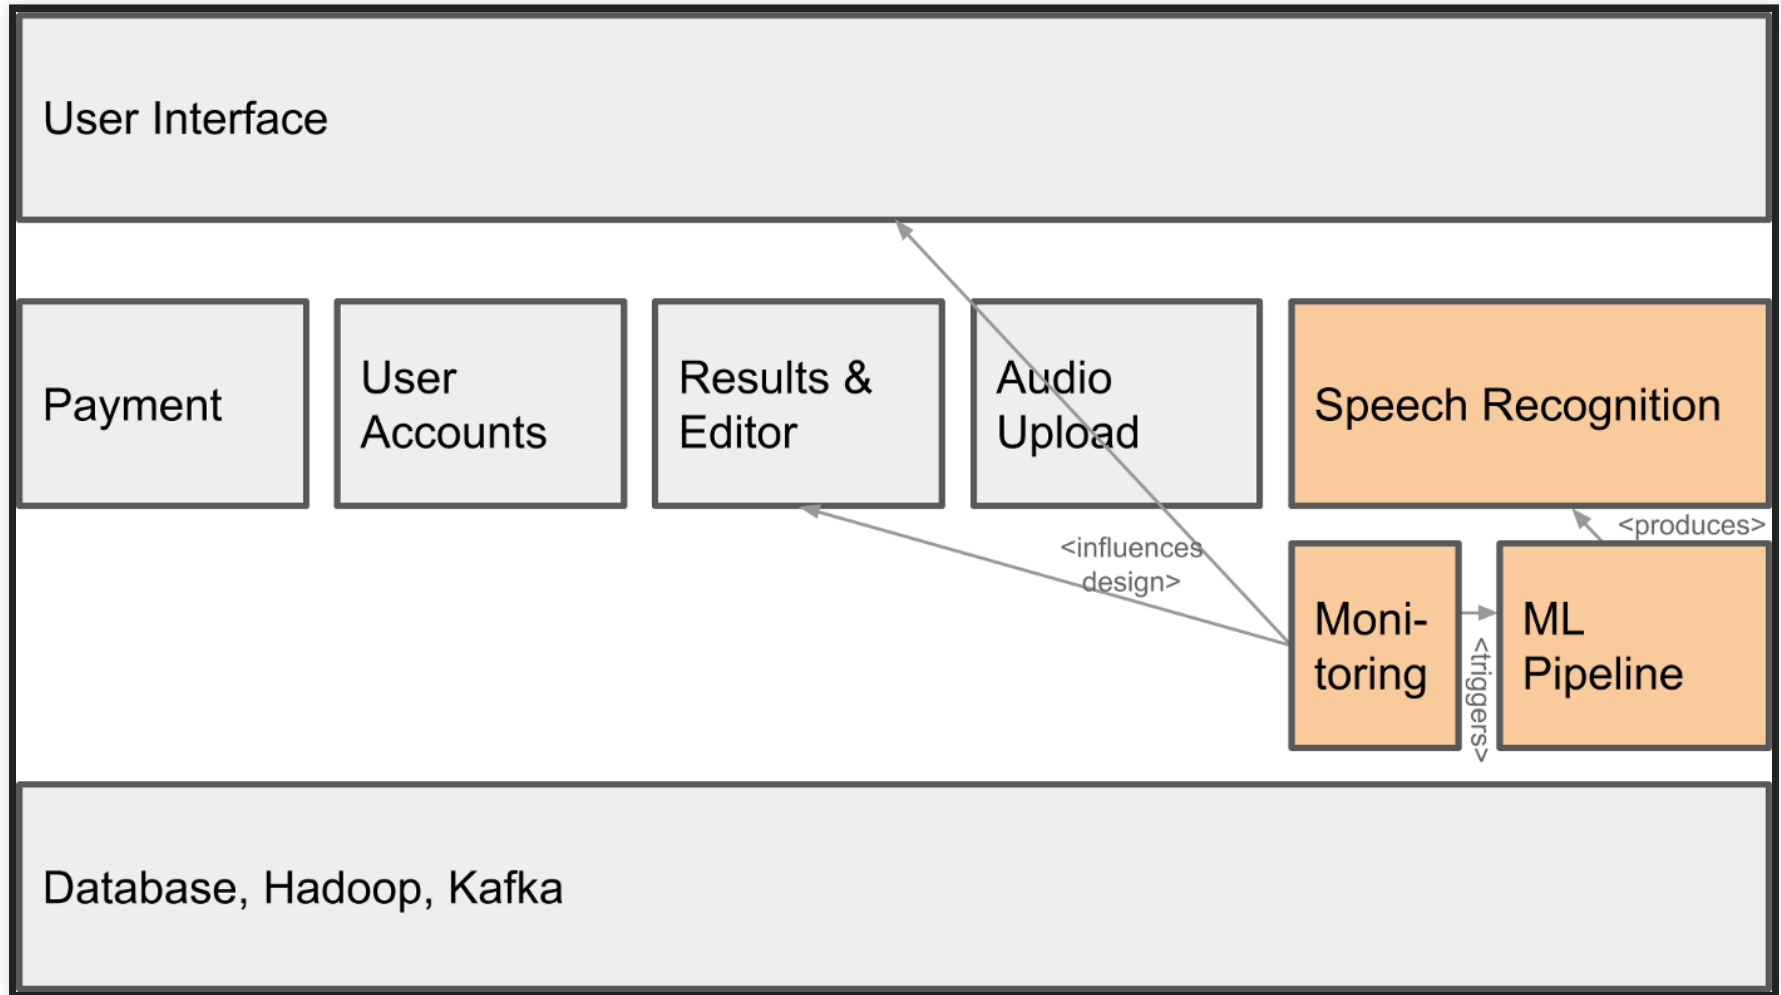 User Interface
Payment
User
Accounts
Results &
Editor
Audio
Upload
Speech Recognition
<produces>
<influences
design>
Moni-
toring
<triggers>
ML
Pipeline
Database, Hadoop, Kafka